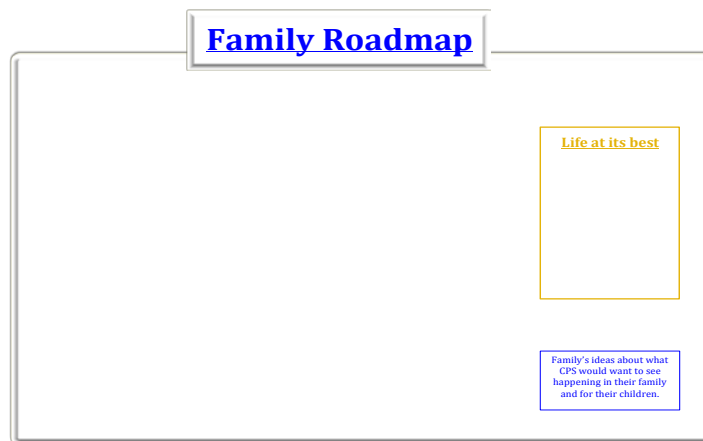 Family Roadmap
Life at its best
Family's ideas about what
CPS would want to see
happening in their family
and for their children.